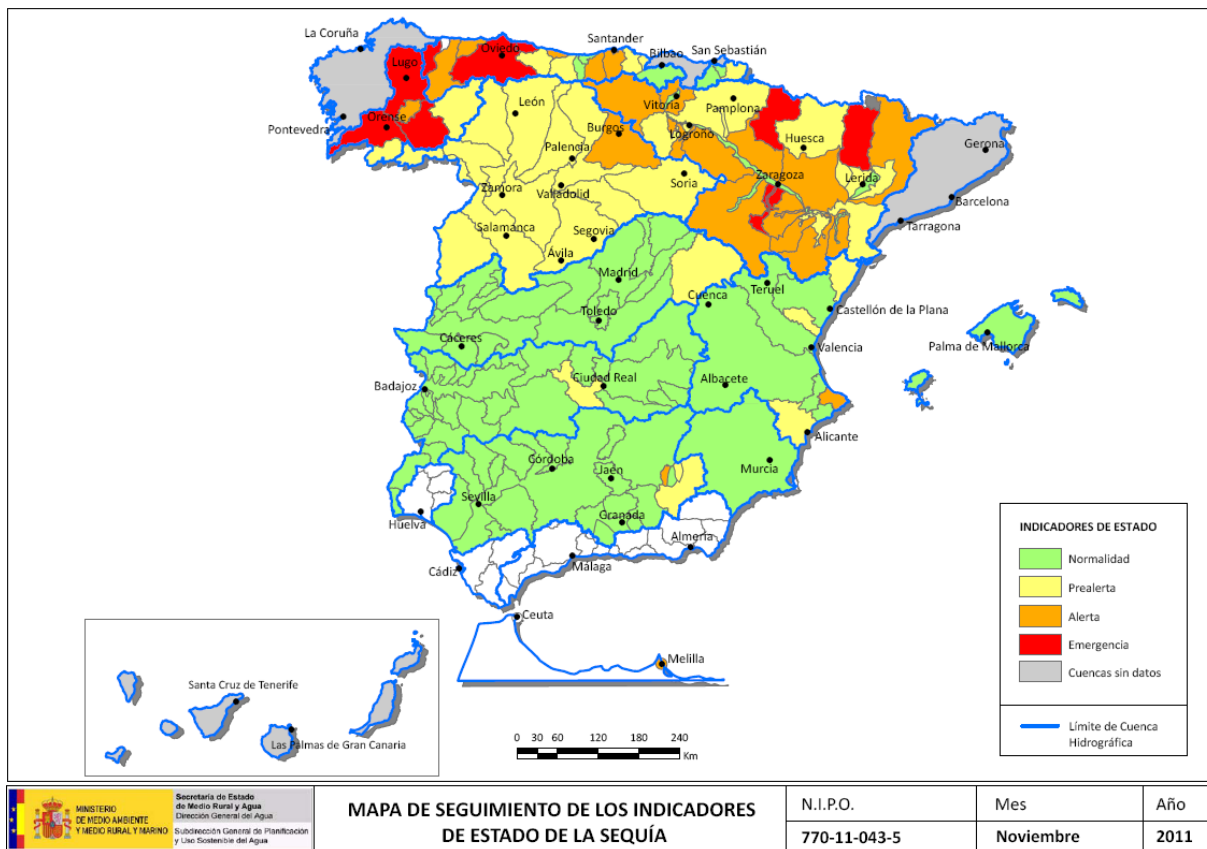 La Coruña
Lugo
Oviedo
Santander
Bilbao
San Sebastián
León
Vitoria
Pamplona
Pontevedra
Orense
Burgos
Logroño
Huesca
Gerona
Palencia
Zamora
Valladolid
Soria
Zaragoza
Lerida
Barcelona
Salamanca
Segovia
Tarragona
Ávila
Madrid
Cuenca
Teruel
Castellón de la Plana
Toledo
Cáceres
Valencia
Palma de Mallorca
Badajoz
Ciudad Real
Albacete
Alicante
Córdoba
Jaén
Murcia
Sevilla
Huelva
Granada
Almería
Cádiz
Málaga
Ceuta
Melilla
Santa Cruz de Tenerife
Las Palmas de Gran Canaria
0 30 60 120 180 240
Km
INDICADORES DE ESTADO
Normalidad
Prealerta
Alerta
Emergencia
Cuencas sin datos
Límite de Cuenca
Hidrográfica
MINISTERIO
DE MEDIO AMBIENTE
Y MEDIO RURAL Y MARINO
Secretaría de Estado
de Medio Rural y Agua
Dirección General del Agua
Subdirección General de Planificación
y Uso Sostenible del Agua
MAPA DE SEGUIMIENTO DE LOS INDICADORES
DE ESTADO DE LA SEQUÍA
N.I.P.O.
770-11-043-5
Mes
Noviembre
Año
2011